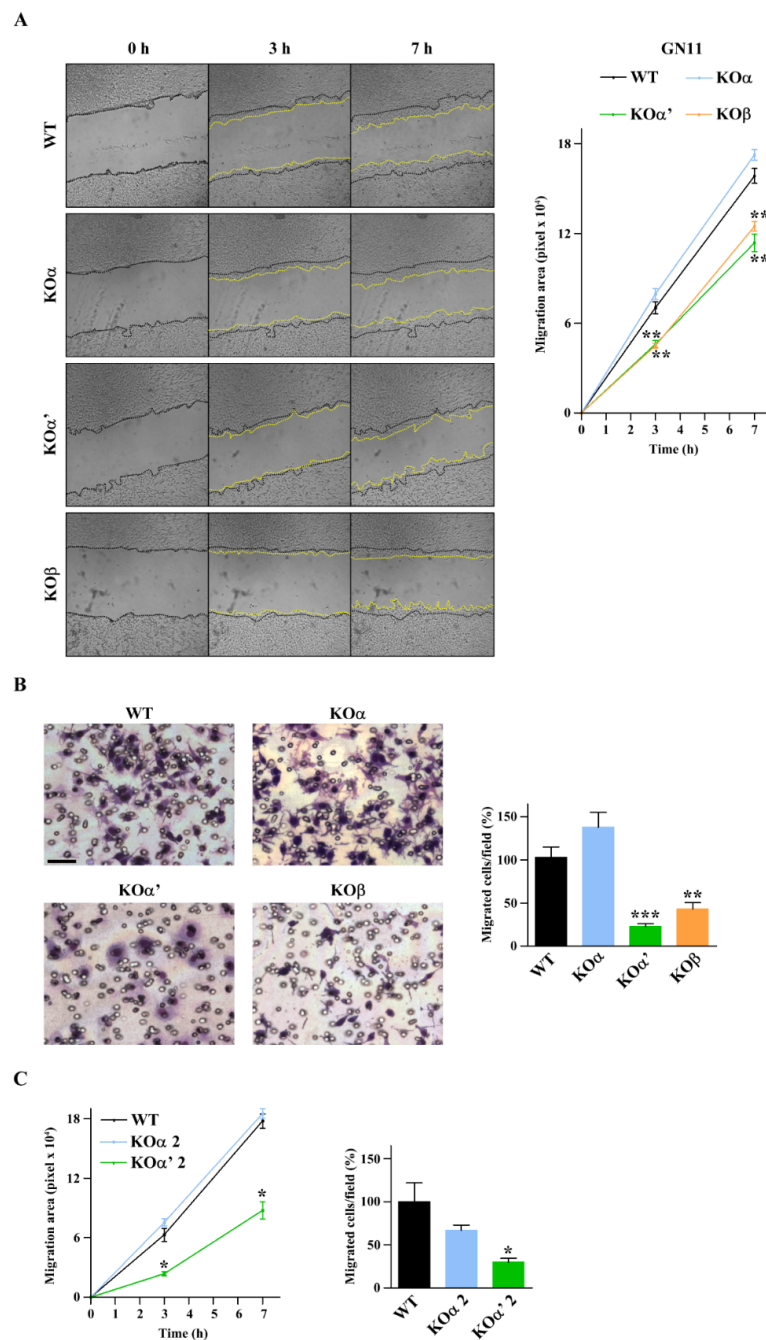 A
0 h 3 h 7 h
WT
KOα
KOα’
KOβ
GN11
WT KOα
KOα’ KOβ
Migration area (pixel x 10⁴)
18
12
6
0
**
**
**
**
0 1 2 3 4 5 6 7
Time (h)
B
WT KOα
KOα’ KOβ
Migrated cells/field (%)
150
100
50
0
***
**
WT KOα KOα’ KOβ
C
WT
KOα 2
KOα’ 2
Migration area (pixel x 10⁴)
18
12
6
0
*
*
0 1 2 3 4 5 6 7
Time (h)
Migrated cells/field (%)
150
100
50
0
*
WT KOα 2 KOα’ 2